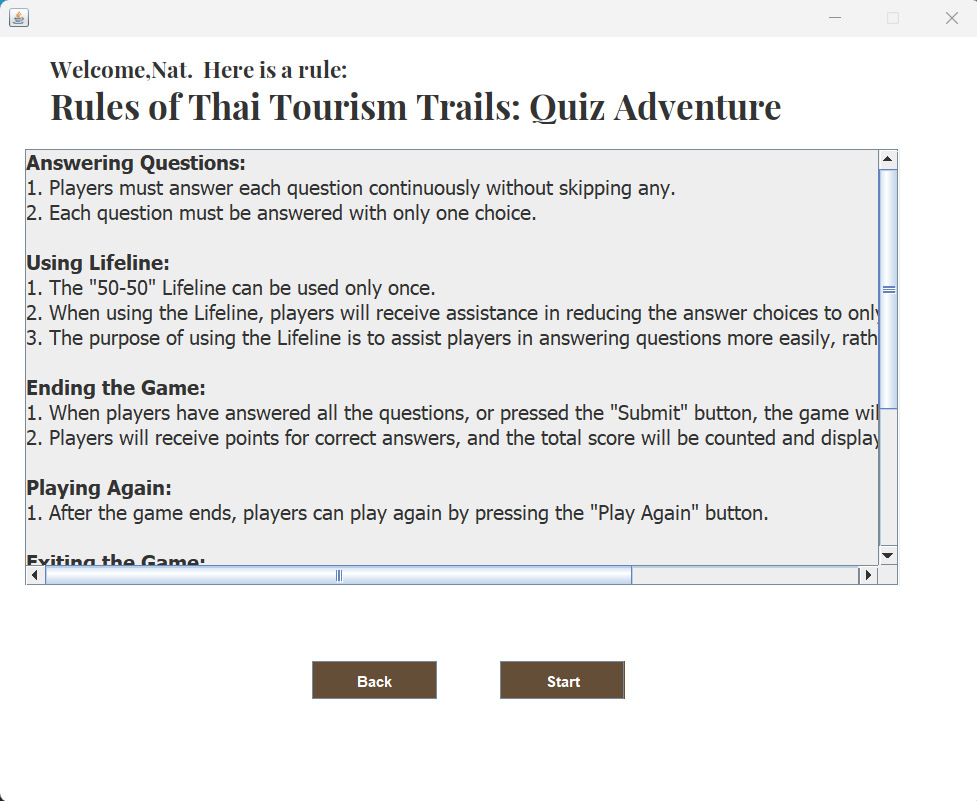 Welcome,Nat. Here is a rule:
Rules of Thai Tourism Trails: Quiz Adventure
Answering Questions:
1. Players must answer each question continuously without skipping any.
2. Each question must be answered with only one choice.
Using Lifeline:
1. The "50-50" Lifeline can be used only once.
2. When using the Lifeline, players will receive assistance in reducing the answer choices to only
3. The purpose of using the Lifeline is to assist players in answering questions more easily, rath
Ending the Game:
1. When players have answered all the questions, or pressed the "Submit" button, the game wil
2. Players will receive points for correct answers, and the total score will be counted and display
Playing Again:
1. After the game ends, players can play again by pressing the "Play Again" button.
Exiting the Game:
Back
Start